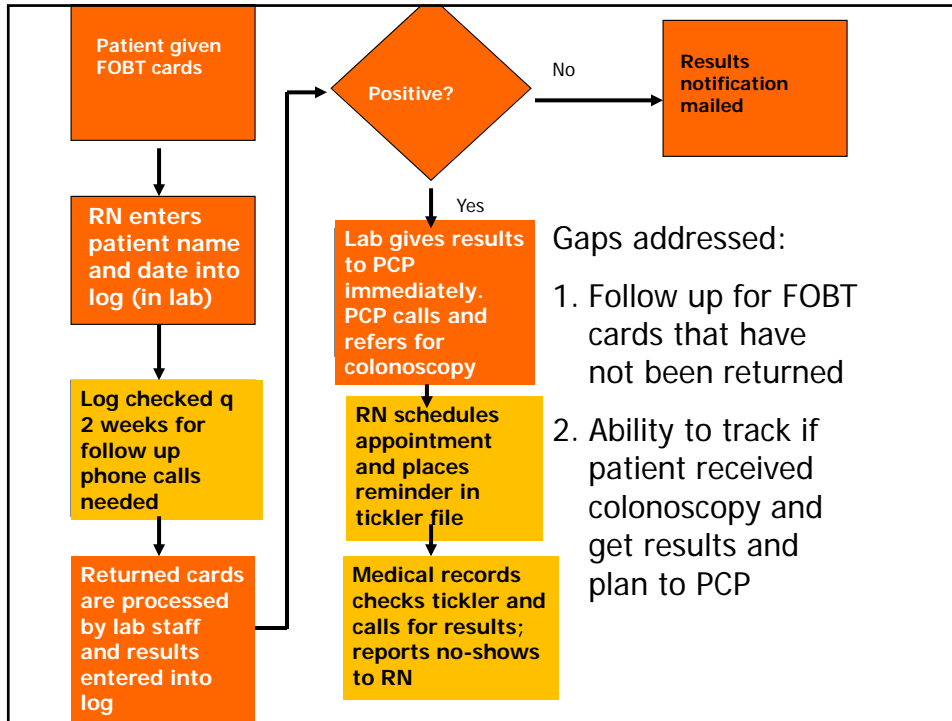 Patient given
FOBT cards
RN enters
patient name
and date into
log (in lab)
Log checked q
2 weeks for
follow up
phone calls
needed
Returned cards
are processed
by lab staff
and results
entered into
log
Positive?
No
Results
notification
mailed
Yes
Lab gives results
to PCP
immediately.
PCP calls and
refers for
colonoscopy
RN schedules
appointment
and places
reminder in
tickler file
Medical records
checks tickler and
calls for results;
reports no-shows
to RN
Gaps addressed:
1. Follow up for FOBT
cards that have
not been returned
2. Ability to track if
patient received
colonoscopy and
get results and
plan to PCP